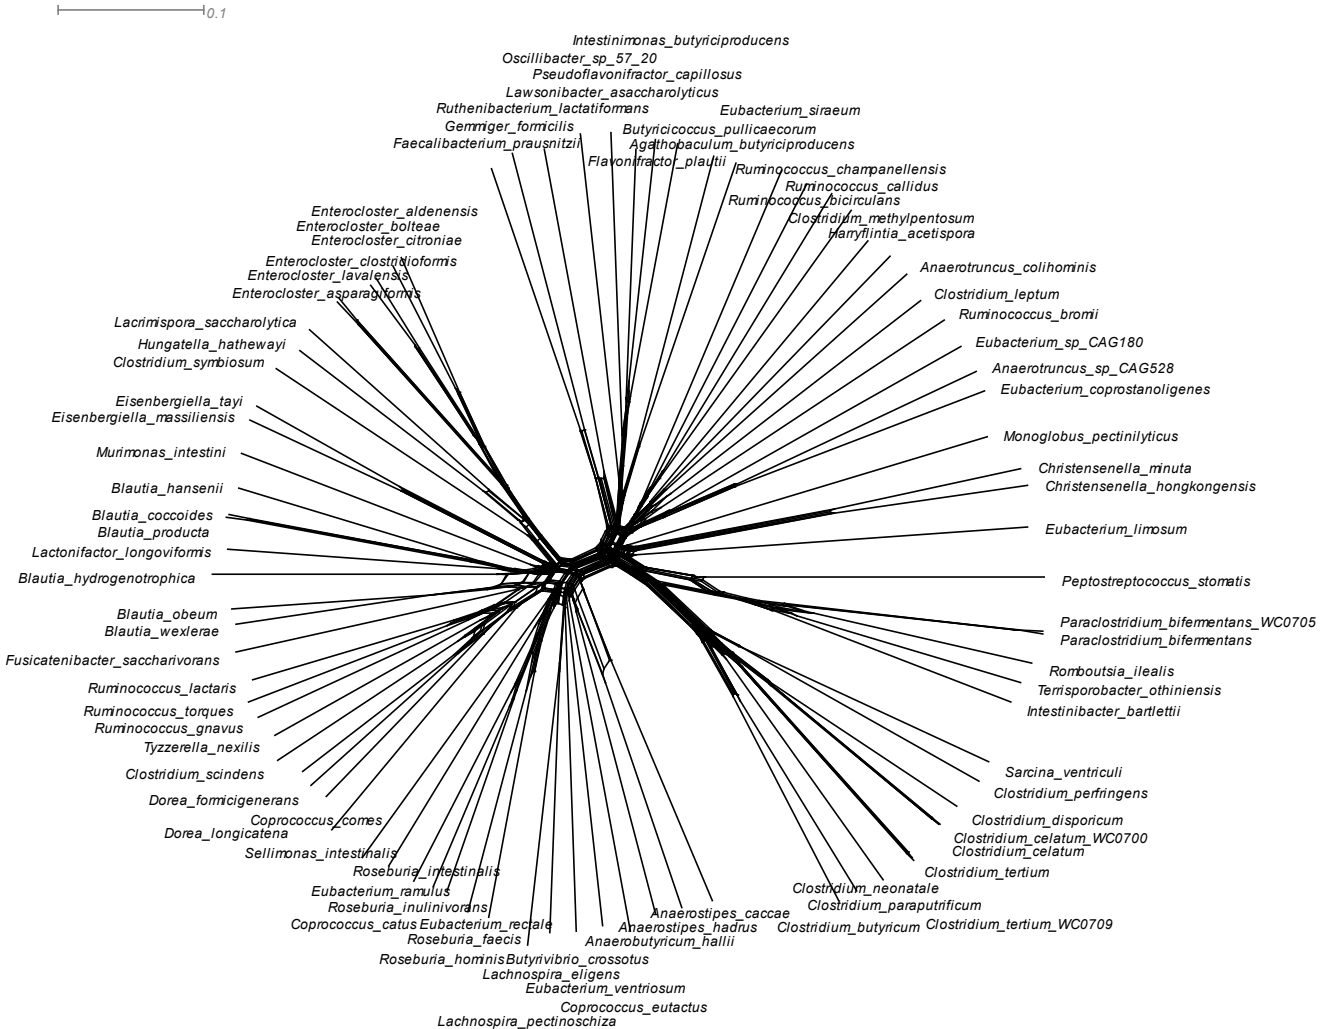 0.1
Intestinimonas_butyriciproducens
Oscillibacter_sp_57_20
Pseudoflavonifractor_capillosus
Lawsonibacter_asaccharolyticus
Ruthenibacterium_lactatiformans
Eubacterium_siraeum
Gemmiger_formicilis
Butyricicoccus_pullicaecorum
Faecalibacterium_prausnitzii
Agathobaculum_butyriciproducens
Flavonifractor_plautii
Ruminococcus_champanellensis
Ruminococcus_callidus
Ruminococcus_bicirculans
Enterocloster_aldenensis
Clostridium_methylpentosum
Enterocloster_bolteae
Harryflintia_acetispora
Enterocloster_citroniae
Enterocloster_clostridioformis
Anaerotruncus_colihominis
Enterocloster_lavalensis
Enterocloster_asparagiformis
Clostridium_leptum
Ruminococcus_bromii
Lacrimispora_saccharolytica
Hungatella_hathewayi
Eubacterium_sp_CAG180
Clostridium_symbiosum
Anaerotruncus_sp_CAG528
Eubacterium_coprostanoligenes
Eisenbergiella_tayi
Eisenbergiella_massiliensis
Monoglobus_pectinilyticus
Murimonas_intestini
Christensenella_minuta
Blautia_hansenii
Christensenella_hongkongensis
Blautia_coccoides
Eubacterium_limosum
Blautia_producta
Lactonifactor_longoviformis
Blautia_hydrogenotrophica
Peptostreptococcus_stomatis
Blautia_obeum
Paraclostridium_bifermentans_WC0705
Blautia_wexlerae
Paraclostridium_bifermentans
Fusicatenibacter_saccharivorans
Romboutsia_ilealis
Ruminococcus_lactaris
Terrisporobacter_othiniensis
Ruminococcus_torques
Intestinibacter_bartlettii
Ruminococcus_gnavus
Tyzzerella_nexilis
Clostridium_scindens
Sarcina_ventriculi
Clostridium_perfringens
Dorea_formicigenerans
Coprococcus_comes
Clostridium_disporicum
Dorea_longicatena
Clostridium_celatum_WC0700
Sellimonas_intestinalis
Clostridium_celatum
Roseburia_intestinalis
Clostridium_tertium
Eubacterium_ramulus
Clostridium_neonatale
Roseburia_inulinivorans
Clostridium_paraputrificum
Anaerostipes_caccae
Coprococcus_catus Eubacterium_rectale
Anaerostipes_hadrus
Clostridium_butyricum
Clostridium_tertium_WC0709
Roseburia_faecis
Anaerobutyricum_hallii
Roseburia_hominis Butyrivibrio_crossotus
Lachnospira_eligens
Eubacterium_ventriosum
Coprococcus_eutactus
Lachnospira_pectinoschiza